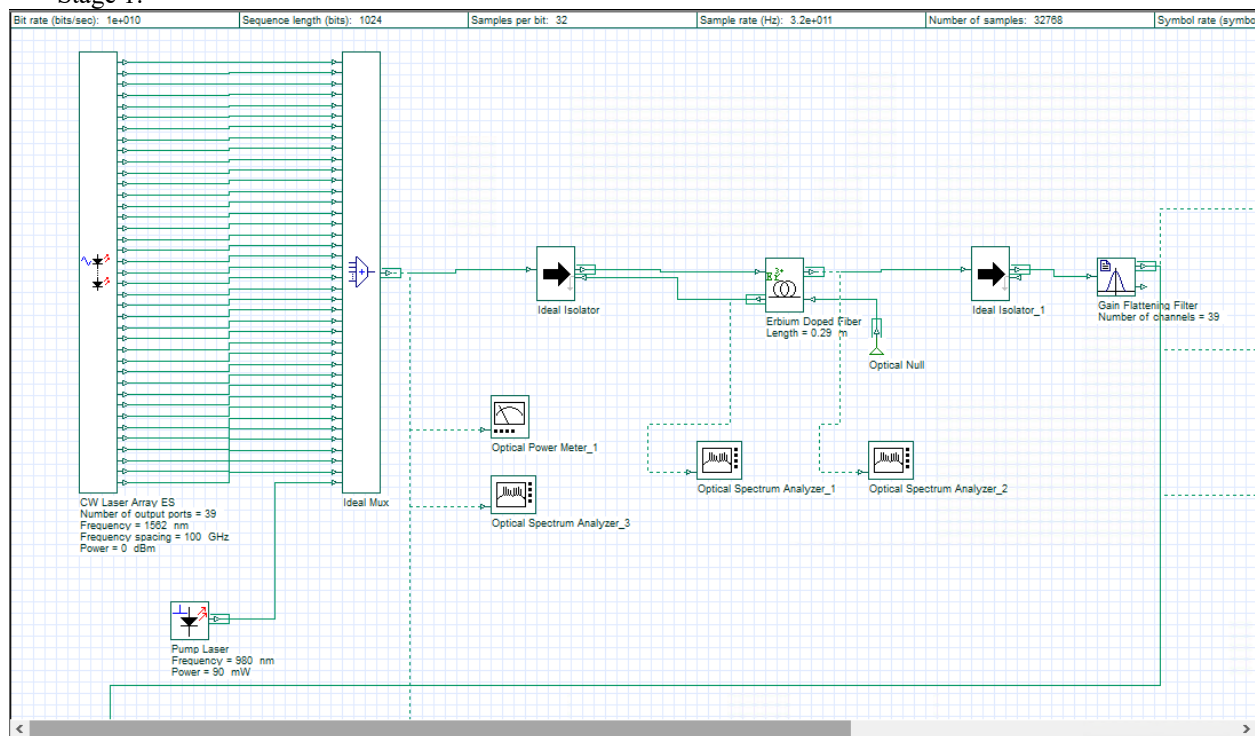 Stage 1:
Bit rate (bits/sec): 1e+010 Sequence length (bits): 1024 Samples per bit: 32 Sample rate (Hz): 3.2e+011 Number of samples: 32768 Symbol rate (symbo
Ideal Isolator
Erbium Doped Fiber
Length = 0.29 m
Ideal Isolator_1
Gain Flattening Filter
Number of channels = 39
Optical Null
Optical Power Meter_1
Optical Spectrum Analyzer_1
Optical Spectrum Analyzer_2
CW Laser Array ES
Number of output ports = 39
Frequency = 1562 nm
Frequency spacing = 100 GHz
Power = 0 dBm
Ideal Mux
Optical Spectrum Analyzer_3
Pump Laser
Frequency = 980 nm
Power = 90 mW